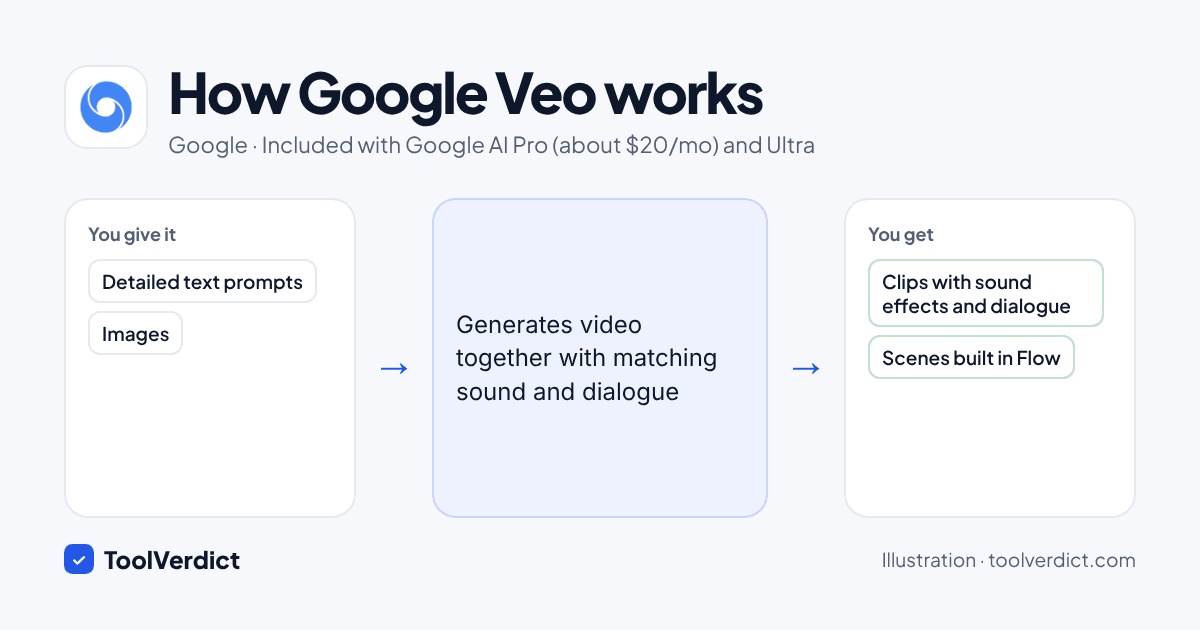 How Google Veo works
Google · Included with Google AI Pro (about $20/mo) and Ultra
You give it
Detailed text prompts
Images
→
Generates video
together with matching
sound and dialogue
→
You get
Clips with sound
effects and dialogue
Scenes built in Flow
ToolVerdict
Illustration · toolverdict.com